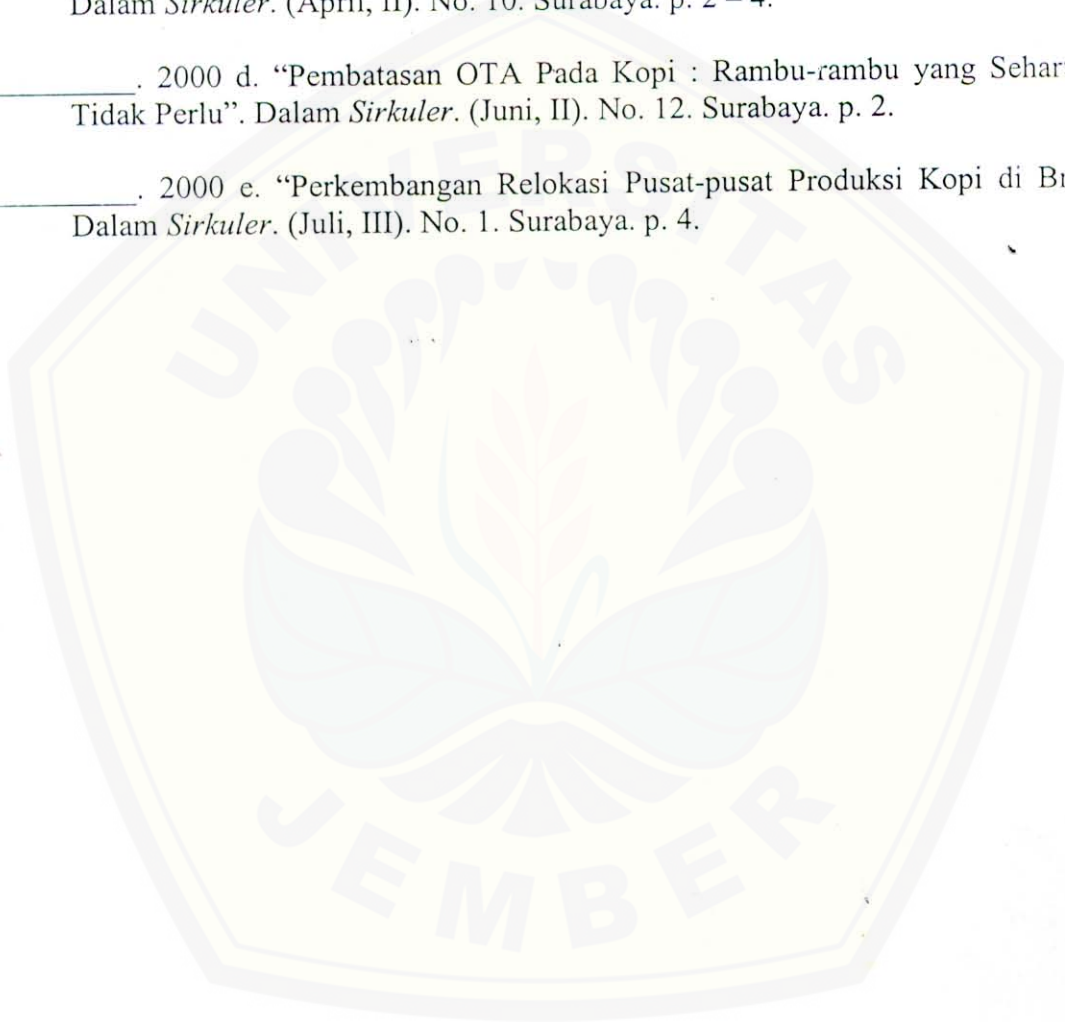 Dalam Sirkuler. (April, II). No. 10. Surabaya. p. 2 – 4.
________. 2000 d. “Pembatasan OTA Pada Kopi : Rambu-rambu yang
Tidak Perlu”. Dalam Sirkuler. (Juni, II). No. 12. Surabaya. p. 2.
________. 2000 e. “Perkembangan Relokasi Pusat-pusat Produksi Kopi di
Dalam Sirkuler. (Juli, III). No. 1. Surabaya. p. 4.
UNIVERSITAS
JEMBER